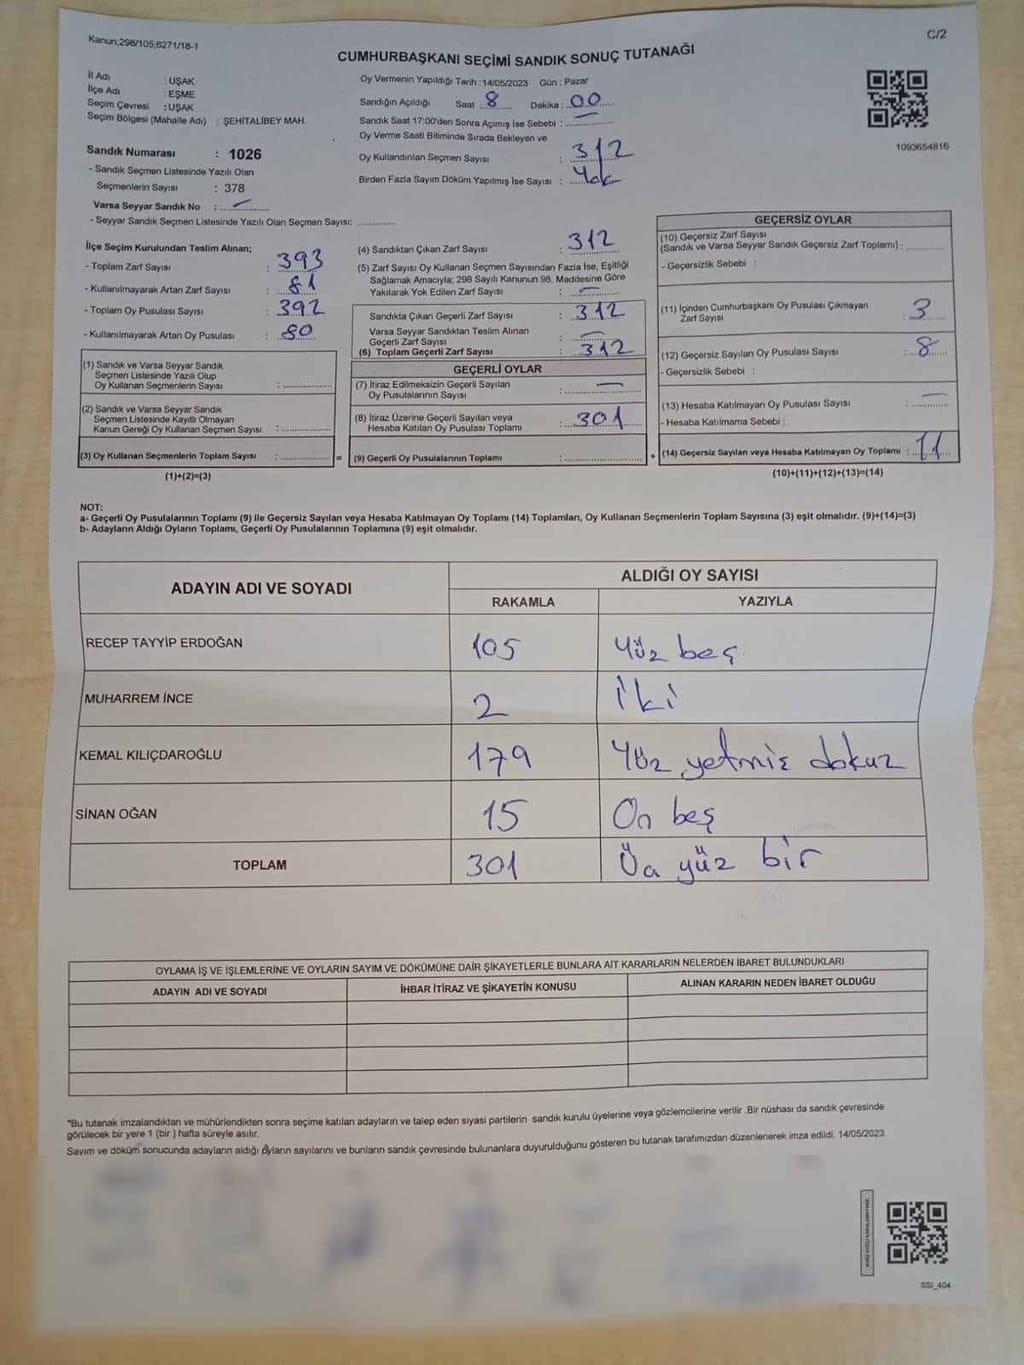 Kanun,298/105,6271/18-1
C/2
CUMHURBAŞKANI SEÇİMİ SANDIK SONUÇ TUTANAĞI
İl Adı : UŞAK
İlçe Adı : EŞME
Seçim Çevresi : UŞAK
Seçim Bölgesi (Mahalle Adı) : ŞEHİTALİBEY MAH.
Sandık Numarası : 1026
- Sandık Seçmen Listesinde Yazılı Olan
Seçmenlerin Sayısı : 378
Varsa Seyyar Sandık No : –
- Seyyar Sandık Seçmen Listesinde Yazılı Olan Seçmen Sayısı:
Oy Vermenin Yapıldığı Tarih :14/05/2023 Gün : Pazar
Sandığın Açıldığı Saat : 8 Dakika : 00
Sandık Saat 17:00'den Sonra Açımış İse Sebebi : –
Oy Verme Saati Bitiminde Sırada Bekleyen ve
Oy Kullandırılan Seçmen Sayısı : 312
Birden Fazla Sayım Döküm Yapılmış İse Sayısı : Yok
1093654816
İlçe Seçim Kurulundan Teslim Alınan;
- Toplam Zarf Sayısı : 393
- Kullanılmayarak Artan Zarf Sayısı : 81
- Toplam Oy Pusulası Sayısı : 392
- Kullanılmayarak Artan Oy Pusulası : 80
(1) Sandık ve Varsa Seyyar Sandık
Seçmen Listesinde Yazılı Olup
Oy Kullanan Seçmenlerin Sayısı :
(2) Sandık ve Varsa Seyyar Sandık
Seçmen Listesinde Kayıtlı Olmayan
Kanun Gereği Oy Kullanan Seçmen Sayısı :
(3) Oy Kullanan Seçmenlerin Toplam Sayısı : =
(1)+(2)=(3)
(4) Sandıktan Çıkan Zarf Sayısı : 312
(5) Zarf Sayısı Oy Kullanan Seçmen Sayısından Fazla İse, Eşitliği
Sağlamak Amacıyla; 298 Sayılı Kanunun 98. Maddesine Göre
Yakılarak Yok Edilen Zarf Sayısı : –
Sandıkta Çıkan Geçerli Zarf Sayısı : 312
Varsa Seyyar Sandıktan Teslim Alınan
Geçerli Zarf Sayısı : –
(6) Toplam Geçerli Zarf Sayısı : 312
GEÇERLİ OYLAR
(7) İtiraz Edilmeksizin Geçerli Sayılan
Oy Pusulalarının Sayısı : –
(8) İtiraz Üzerine Geçerli Sayılan veya
Hesaba Katılan Oy Pusulası Toplamı : 301
(9) Geçerli Oy Pusulalarının Toplamı : +
GEÇERSİZ OYLAR
(10) Geçersiz Zarf Sayısı
(Sandık ve Varsa Seyyar Sandık Geçersiz Zarf Toplamı) :
- Geçersizlik Sebebi :
(11) İçinden Cumhurbaşkanı Oy Pusulası Çıkmayan
Zarf Sayısı : 3
(12) Geçersiz Sayılan Oy Pusulası Sayısı : 8
- Geçersizlik Sebebi :
(13) Hesaba Katılmayan Oy Pusulası Sayısı : –
- Hesaba Katılmama Sebebi :
(14) Geçersiz Sayılan veya Hesaba Katılmayan Oy Toplamı : 11
(10)+(11)+(12)+(13)=(14)
NOT:
a- Geçerli Oy Pusulalarının Toplamı (9) ile Geçersiz Sayılan veya Hesaba Katılmayan Oy Toplamı (14) Toplamları, Oy Kullanan Seçmenlerin Toplam Sayısına (3) eşit olmalıdır. (9)+(14)=(3)
b- Adayların Aldığı Oyların Toplamı, Geçerli Oy Pusulalarının Toplamına (9) eşit olmalıdır.
ADAYIN ADI VE SOYADI ALDIĞI OY SAYISI
RAKAMLA YAZIYLA
RECEP TAYYİP ERDOĞAN 105 Yüz beş
MUHARREM İNCE 2 İki
KEMAL KILIÇDAROĞLU 179 Yüz yetmiş dokuz
SİNAN OĞAN 15 On beş
TOPLAM 301 Üç yüz bir
OYLAMA İŞ VE İŞLEMLERİNE VE OYLARIN SAYIM VE DÖKÜMÜNE DAİR ŞİKAYETLERLE BUNLARA AİT KARARLARIN NELERDEN İBARET BULUNDUKLARI
ADAYIN ADI VE SOYADI İHBAR İTİRAZ VE ŞİKAYETİN KONUSU ALINAN KARARIN NEDEN İBARET OLDUĞU
*Bu tutanak imzalandıktan ve mühürlendikten sonra seçime katılan adayların ve talep eden siyasi partilerin sandık kurulu üyelerine veya gözlemcilerine verilir .Bir nüshası da sandık çevresinde
görülecek bir yere 1 (bir ) hafta süreyle asılır.
Sayım ve döküm sonucunda adayların aldığı oyların sayılarını ve bunların sandık çevresinde bulunanlara duyurulduğunu gösteren bu tutanak tarafımızdan düzenlenerek imza edildi. 14/05/2023
SSI_404